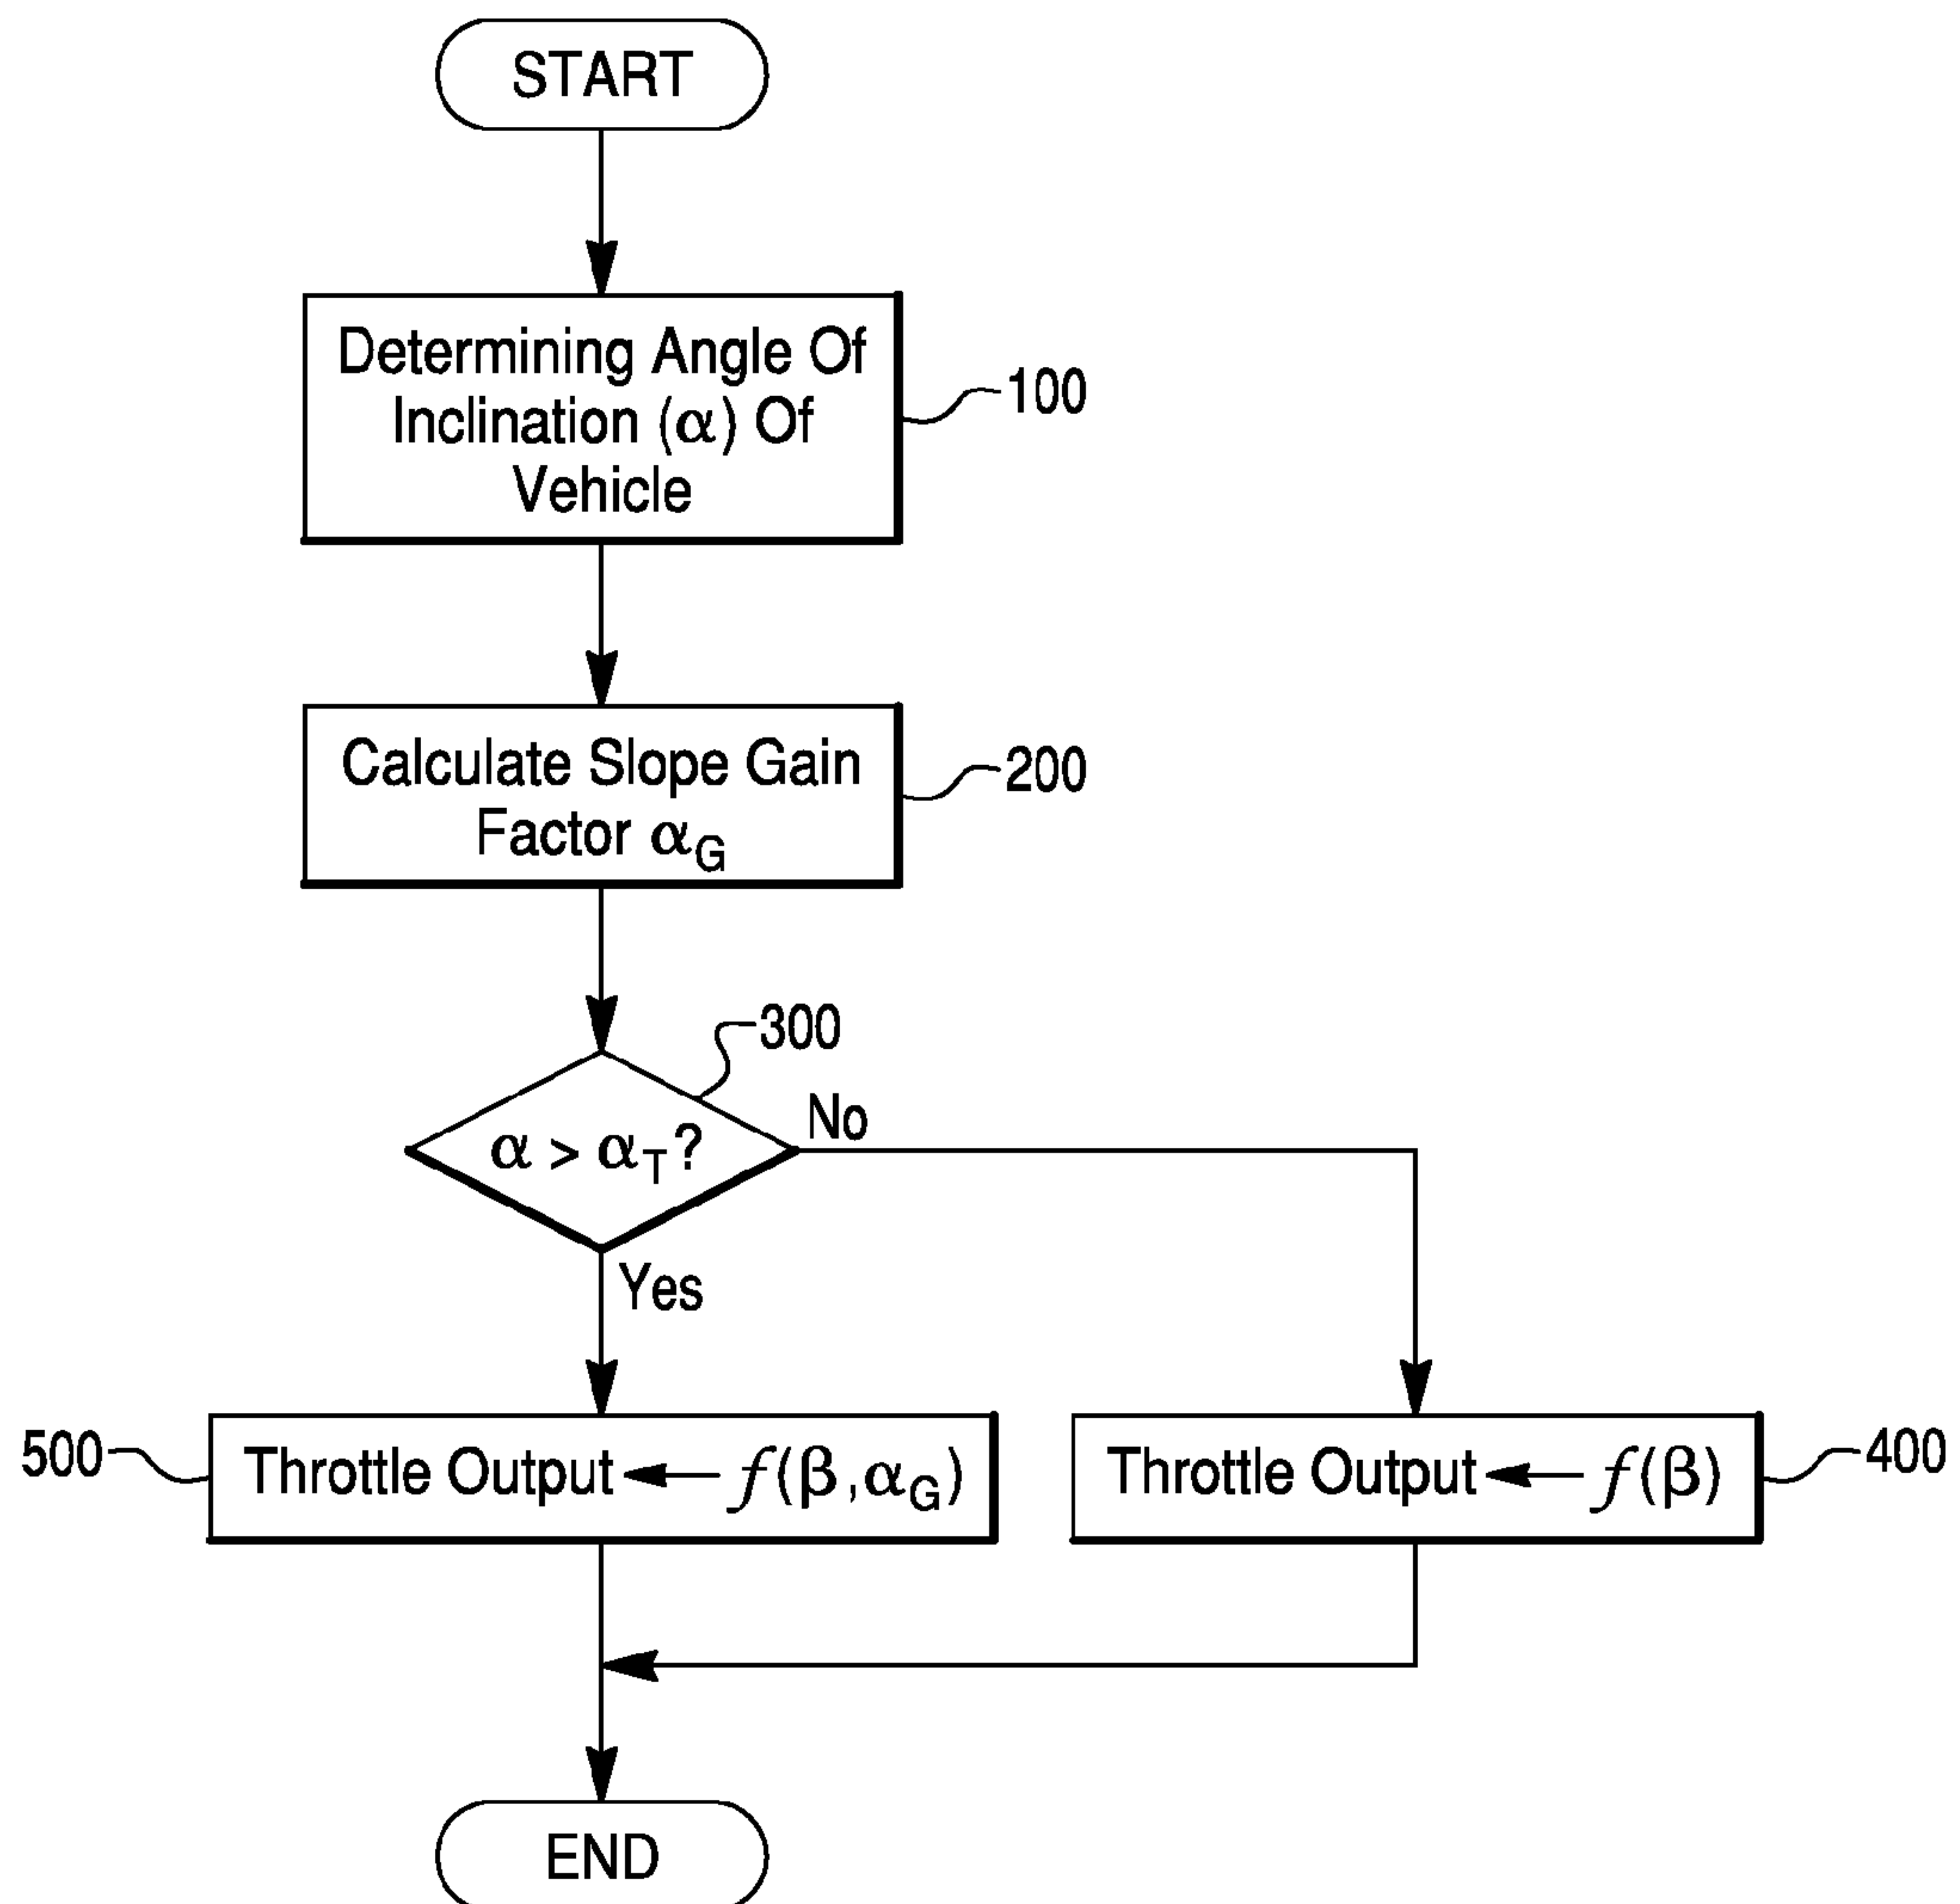 START
Determining Angle Of
Inclination (α) Of
Vehicle
100
Calculate Slope Gain
Factor αG
200
300
α > αT?
No
Yes
500
Throttle Output ← f(β,αG)
Throttle Output ← f(β)
400
END